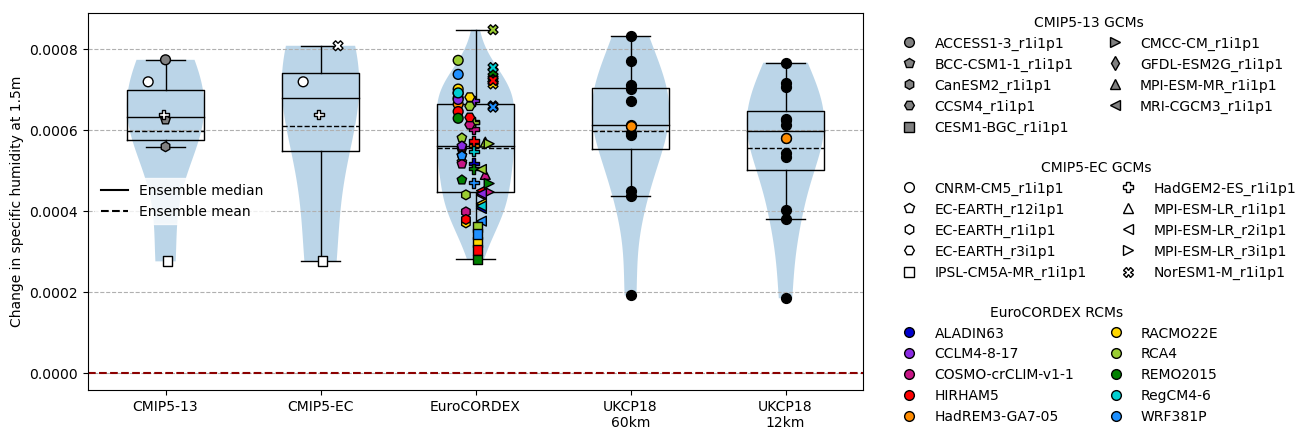 Change in specific humidity at 1.5m
0.0008
0.0006
0.0004
0.0002
0.0000
Ensemble median
Ensemble mean
CMIP5-13
CMIP5-EC
EuroCORDEX
UKCP18
60km
UKCP18
12km
CMIP5-13 GCMs
ACCESS1-3_r1i1p1
BCC-CSM1-1_r1i1p1
CanESM2_r1i1p1
CCSM4_r1i1p1
CESM1-BGC_r1i1p1
CMCC-CM_r1i1p1
GFDL-ESM2G_r1i1p1
MPI-ESM-MR_r1i1p1
MRI-CGCM3_r1i1p1
CMIP5-EC GCMs
CNRM-CM5_r1i1p1
EC-EARTH_r12i1p1
EC-EARTH_r1i1p1
EC-EARTH_r3i1p1
IPSL-CM5A-MR_r1i1p1
HadGEM2-ES_r1i1p1
MPI-ESM-LR_r1i1p1
MPI-ESM-LR_r2i1p1
MPI-ESM-LR_r3i1p1
NorESM1-M_r1i1p1
EuroCORDEX RCMs
ALADIN63
CCLM4-8-17
COSMO-crCLIM-v1-1
HIRHAM5
HadREM3-GA7-05
RACMO22E
RCA4
REMO2015
RegCM4-6
WRF381P